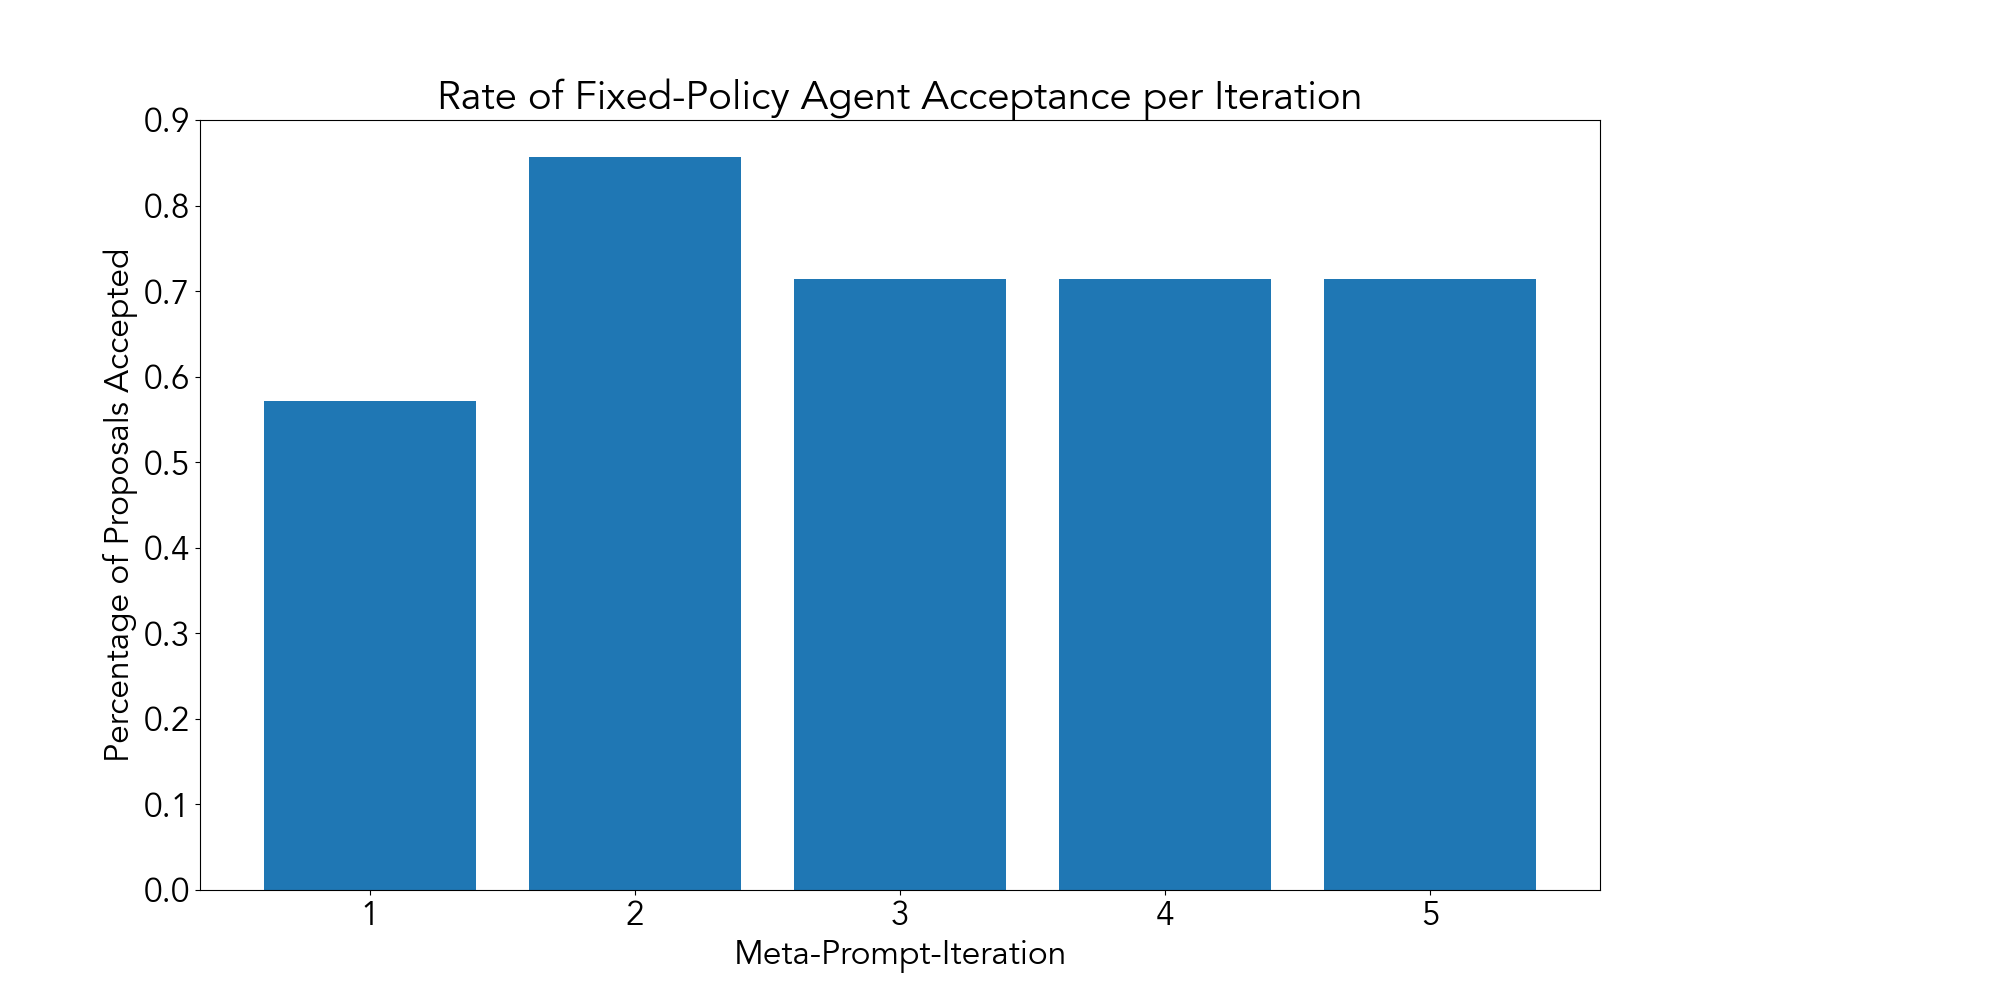 Rate of Fixed-Policy Agent Acceptance per Iteration
Percentage of Proposals Accepted
0.9
0.8
0.7
0.6
0.5
0.4
0.3
0.2
0.1
0.0
1 2 3 4 5
Meta-Prompt-Iteration